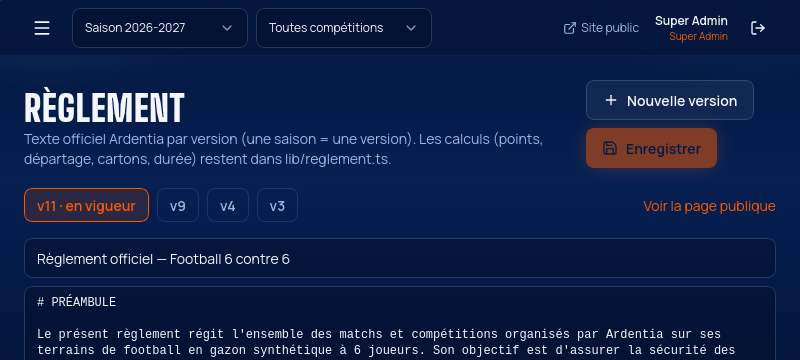 Saison 2026-2027
Toutes compétitions
Site public
Super Admin
Super Admin
RÈGLEMENT
Texte officiel Ardentia par version (une saison = une version). Les calculs (points,
départage, cartons, durée) restent dans lib/reglement.ts.
Nouvelle version
Enregistrer
v11 · en vigueur
v9
v4
v3
Voir la page publique
Règlement officiel — Football 6 contre 6
# PRÉAMBULE
Le présent règlement régit l'ensemble des matchs et compétitions organisés par Ardentia sur ses
terrains de football en gazon synthétique à 6 joueurs. Son objectif est d'assurer la sécurité des